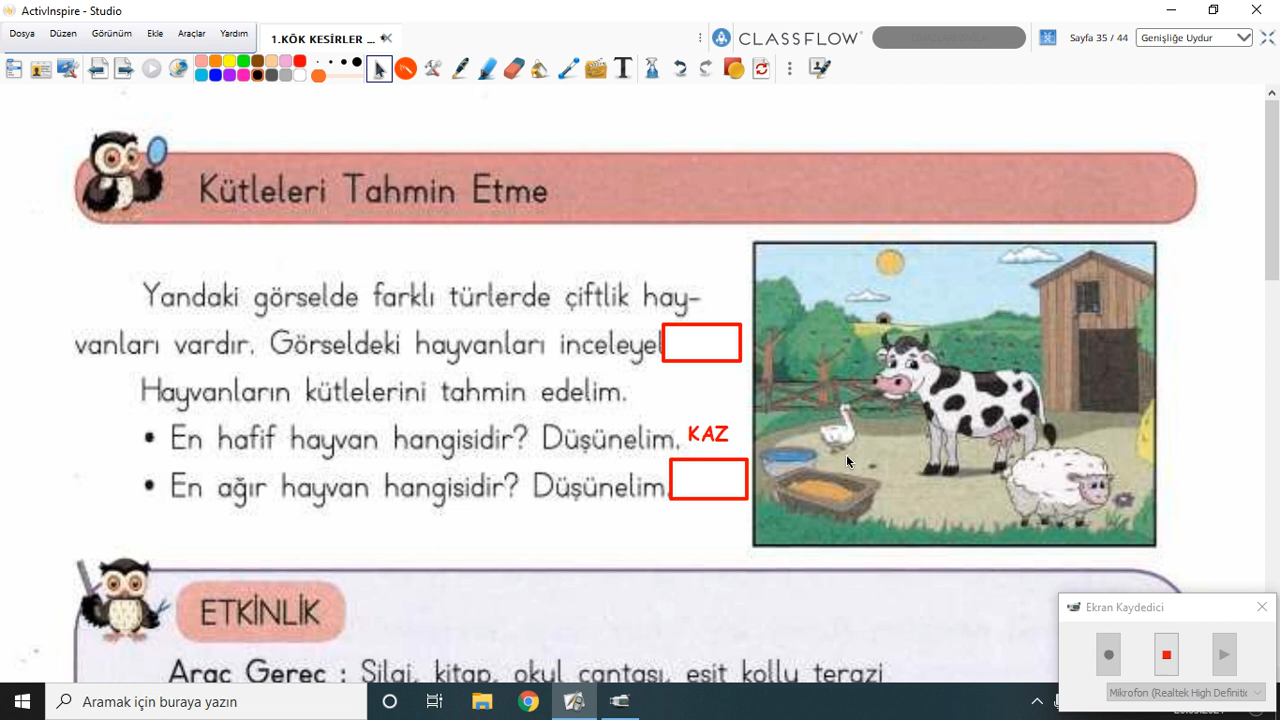 ActivInspire - Studio
Dosya Düzen Görünüm Ekle Araçlar Yardım
1.KÖK KESİRLER ...
CLASSFLOW
Sayfa 35 / 44
Genişliğe Uydur
Kütleleri Tahmin Etme
Yandaki görselde farklı türlerde çiftlik hay-
vanları vardır. Görseldeki hayvanları inceleyel
Hayvanların kütlelerini tahmin edelim.
• En hafif hayvan hangisidir? Düşünelim. KAZ
• En ağır hayvan hangisidir? Düşünelim.
ETKİNLİK
Araç Gereç : Silgi, kitap, okul çantası, eşit kollu terazi
Ekran Kaydedici
Mikrofon (Realtek High Definitic
Aramak için buraya yazın